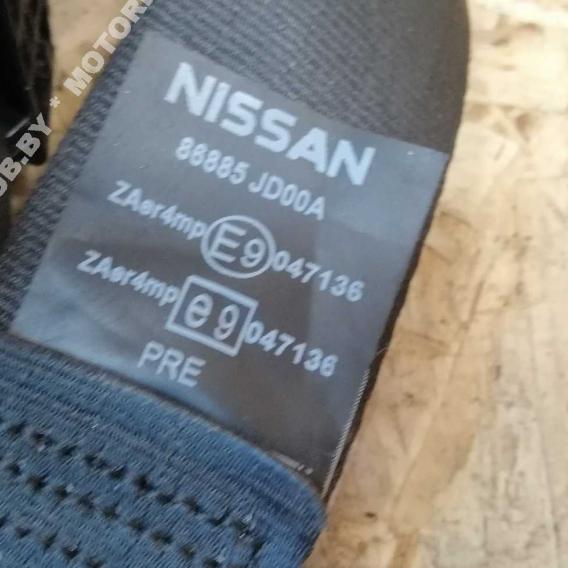 NISSAN
86885 JD00A
ZAer4mp E9 047136
ZAer4mp e9 047136
PRE